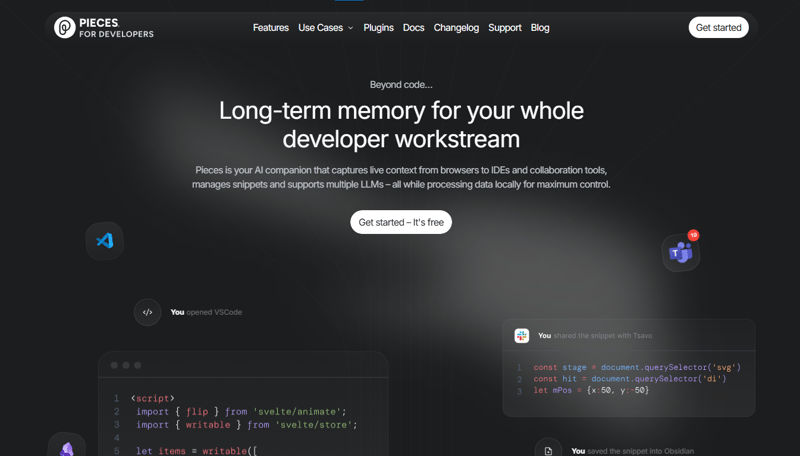 PIECES
FOR DEVELOPERS
Features Use Cases Plugins Docs Changelog Support Blog
Get started
Beyond code...
Long-term memory for your whole
developer workstream
Pieces is your AI companion that captures live context from browsers to IDEs and collaboration tools,
manages snippets and supports multiple LLMs – all while processing data locally for maximum control.
Get started – It's free
19
T
You opened VSCode
</>
You shared the snippet with Tsavo
1 const stage = document.querySelector('svg')
2 const hit = document.querySelector('di')
3 let mPos = {x:50, y:-50}
1 <script>
2 import { flip } from 'svelte/animate';
3 import { writable } from 'svelte/store';
4
5 let items = writable([
You saved the snippet into Obsidian